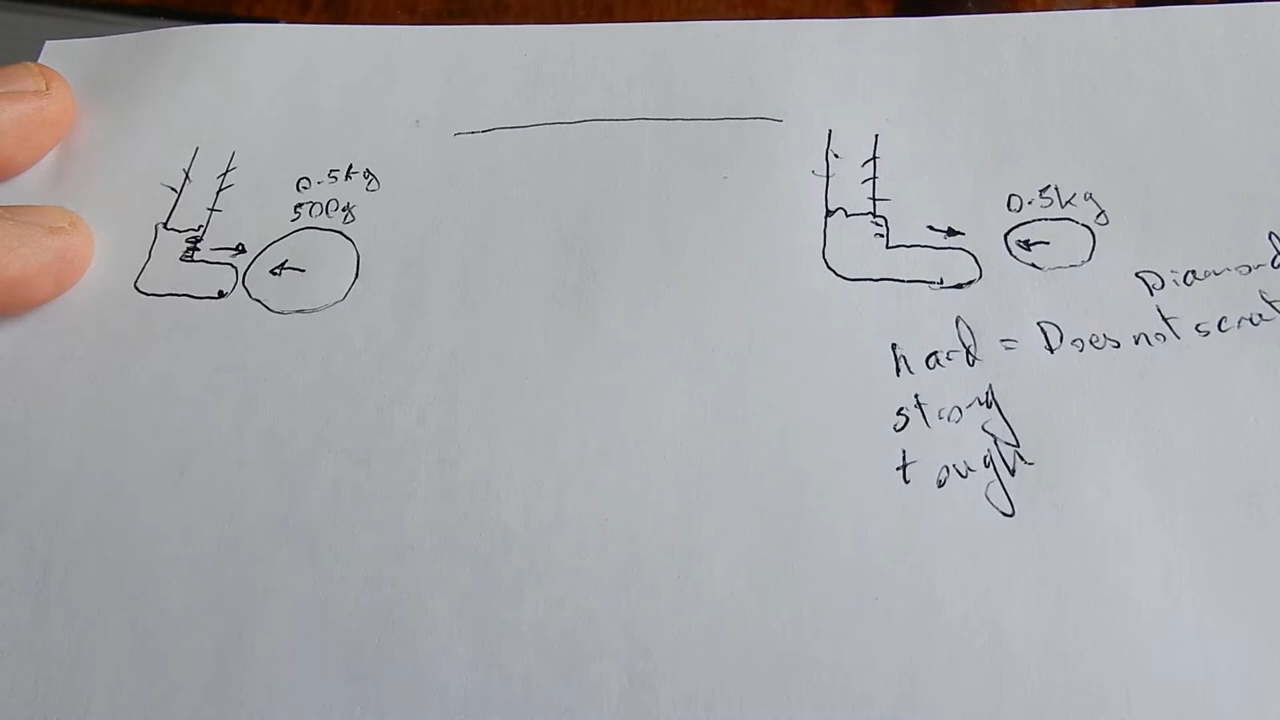 0.5kg
500g
0.5kg
Diamond
hard = Does not scrat
strong
tough